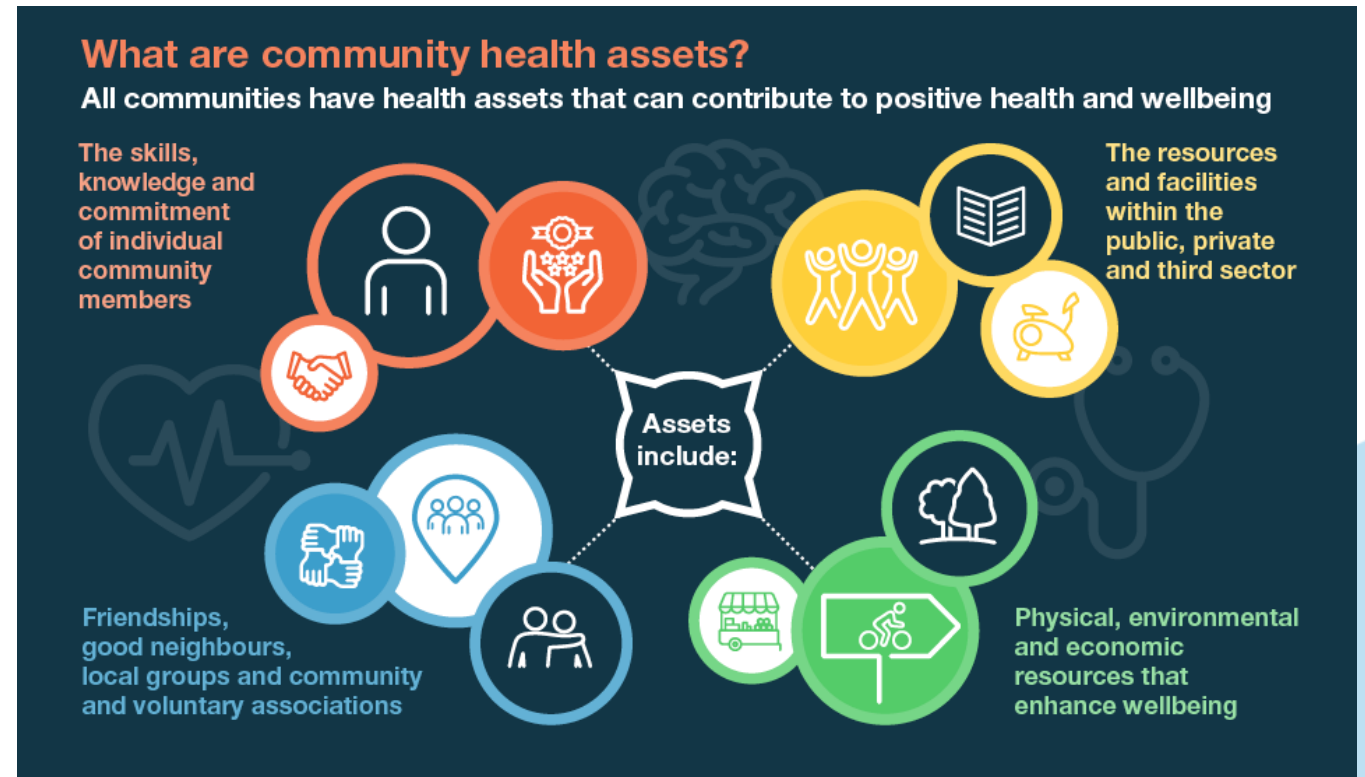 What are community health assets?
All communities have health assets that can contribute to positive health and wellbeing
The skills,
knowledge and
commitment
of individual
community
members
The resources
and facilities
within the
public, private
and third sector
Assets
include:
Friendships,
good neighbours,
local groups and community
and voluntary associations
Physical, environmental
and economic
resources that
enhance wellbeing